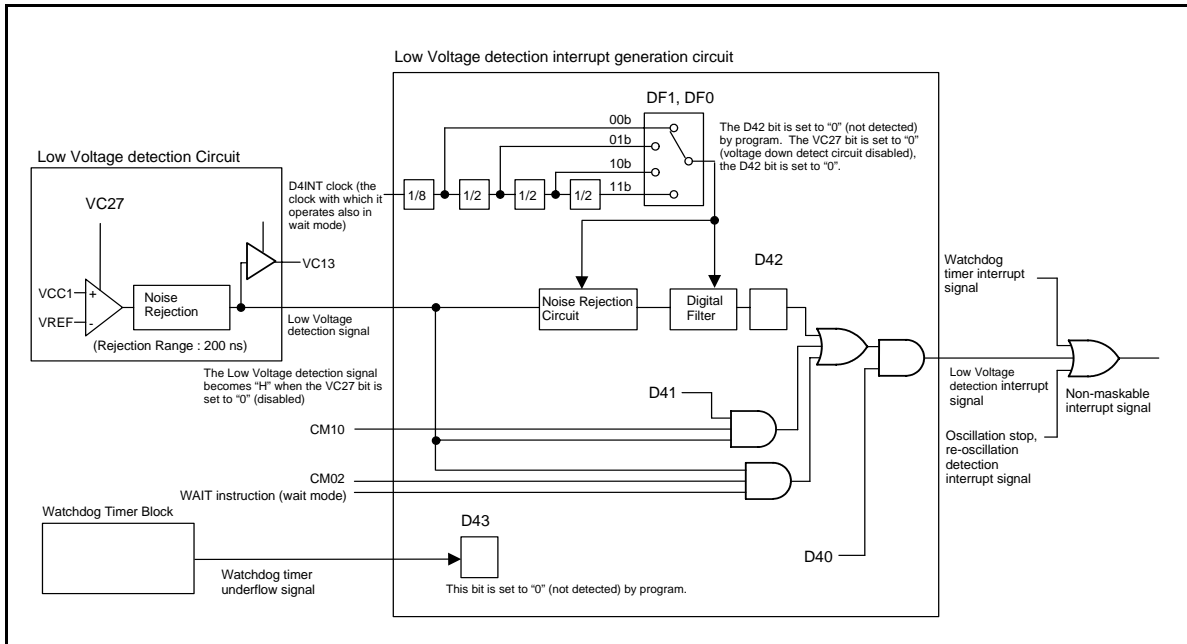 Low Voltage detection interrupt generation circuit
DF1, DF0
00b
01b
10b
11b
The D42 bit is set to “0” (not detected)
by program.  The VC27 bit is set to “0”
(voltage down detect circuit disabled),
the D42 bit is set to “0”.
Low Voltage detection Circuit
D4INT clock (the
clock with which it
operates also in
wait mode)
1/8
1/2
1/2
1/2
VC27
VC13
VCC1
+
VREF
-
Noise
Rejection
(Rejection Range : 200 ns)
Low Voltage
detection signal
The Low Voltage detection signal
becomes “H” when the VC27 bit is
set to “0” (disabled)
Noise Rejection
Circuit
Digital
Filter
D42
Watchdog
timer interrupt
signal
Low Voltage
detection interrupt
signal
Non-maskable
interrupt signal
Oscillation stop,
re-oscillation
detection
interrupt signal
D41
CM10
CM02
WAIT instruction (wait mode)
D40
Watchdog Timer Block
D43
Watchdog timer
underflow signal
This bit is set to “0” (not detected) by program.